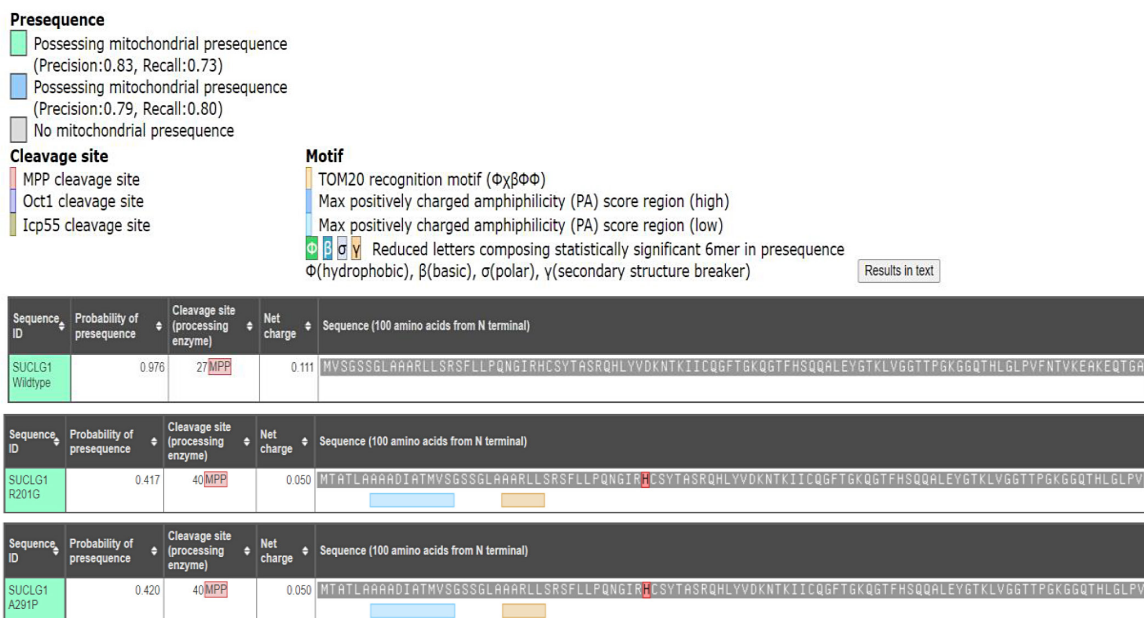 Presequence
Possessing mitochondrial presequence
(Precision:0.83, Recall:0.73)
Possessing mitochondrial presequence
(Precision:0.79, Recall:0.80)
No mitochondrial presequence
Cleavage site
MPP cleavage site
Oct1 cleavage site
Icp55 cleavage site
Motif
TOM20 recognition motif (ΦχβΦΦ)
Max positively charged amphiphilicity (PA) score region (high)
Max positively charged amphiphilicity (PA) score region (low)
Φ β σ γ Reduced letters composing statistically significant 6mer in presequence
Φ(hydrophobic), β(basic), σ(polar), γ(secondary structure breaker)
Results in text
Sequence ID Probability of presequence Cleavage site (processing enzyme) Net charge Sequence (100 amino acids from N terminal)
SUCLG1 Wildtype 0.976 27 MPP 0.111 MVSGSSGLAAARLLSRSFLLPQNGIRHCSYTASRQHLYVDKNTKIICQGFTGKQGTFHSQQALEYGTKLVGGTTPGKGGQTHLGLPVFNTVKEAKEQTGA
Sequence ID Probability of presequence Cleavage site (processing enzyme) Net charge Sequence (100 amino acids from N terminal)
SUCLG1 R201G 0.417 40 MPP 0.050 MTATLAAAADIATMVSGSSGLAAARLLSRSFLLPQNGIRHCSYTASRQHLYVDKNTKIICQGFTGKQGTFHSQQALEYGTKLVGGTTPGKGGQTHLGLPV
Sequence ID Probability of presequence Cleavage site (processing enzyme) Net charge Sequence (100 amino acids from N terminal)
SUCLG1 A291P 0.420 40 MPP 0.050 MTATLAAAADIATMVSGSSGLAAARLLSRSFLLPQNGIRHCSYTASRQHLYVDKNTKIICQGFTGKQGTFHSQQALEYGTKLVGGTTPGKGGQTHLGLPV